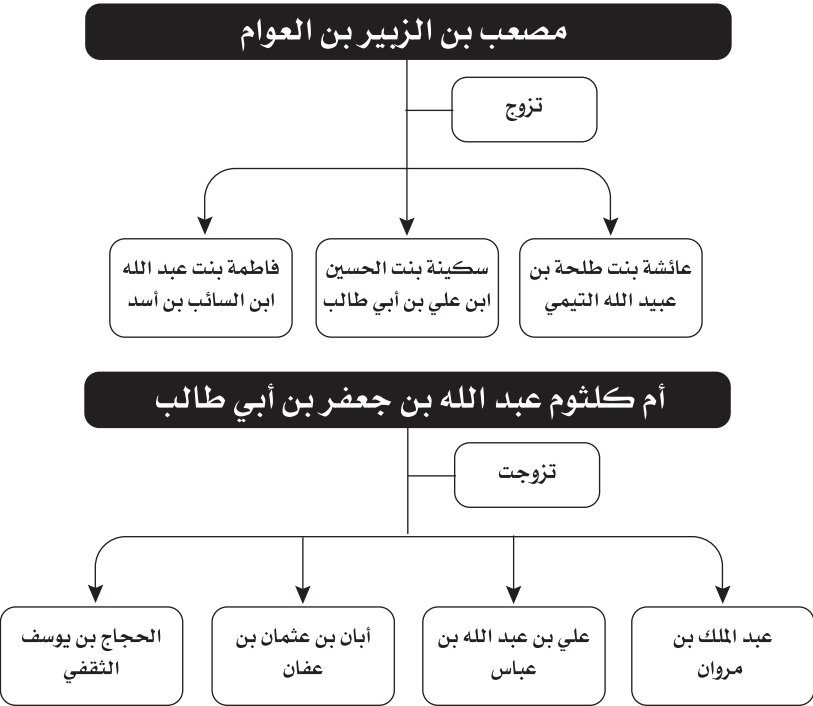 مصعب بن الزبير بن العوام
تزوج
عائشة بنت طلحة بن
عبيد الله التيمي
سكينة بنت الحسين
ابن علي بن أبي طالب
فاطمة بنت عبد الله
ابن السائب بن أسد
أم كلثوم عبد الله بن جعفر بن أبي طالب
تزوجت
عبد الملك بن
مروان
علي بن عبد الله بن
عباس
أبان بن عثمان بن
عفان
الحجاج بن يوسف
الثقفي